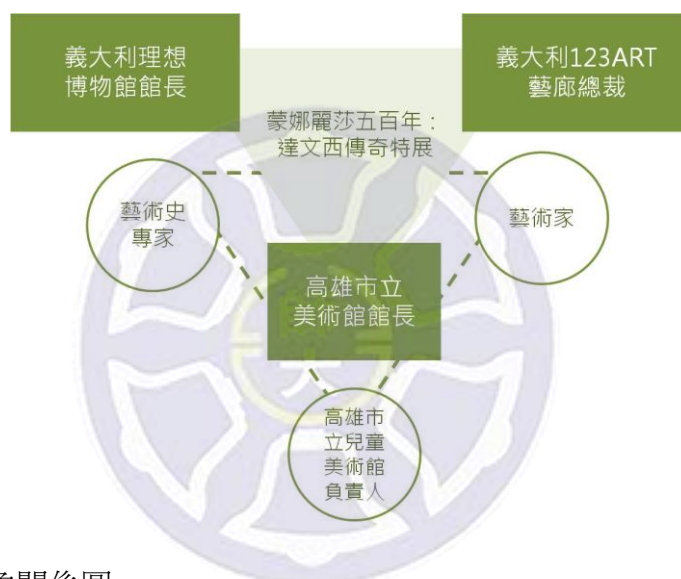 義大利理想
博物館館長
義大利123ART
藝廊總裁
蒙娜麗莎五百年：
達文西傳奇特展
藝術史
專家
藝術家
高雄市立
美術館館長
高雄市
立兒童
美術館
負責人
關係圖